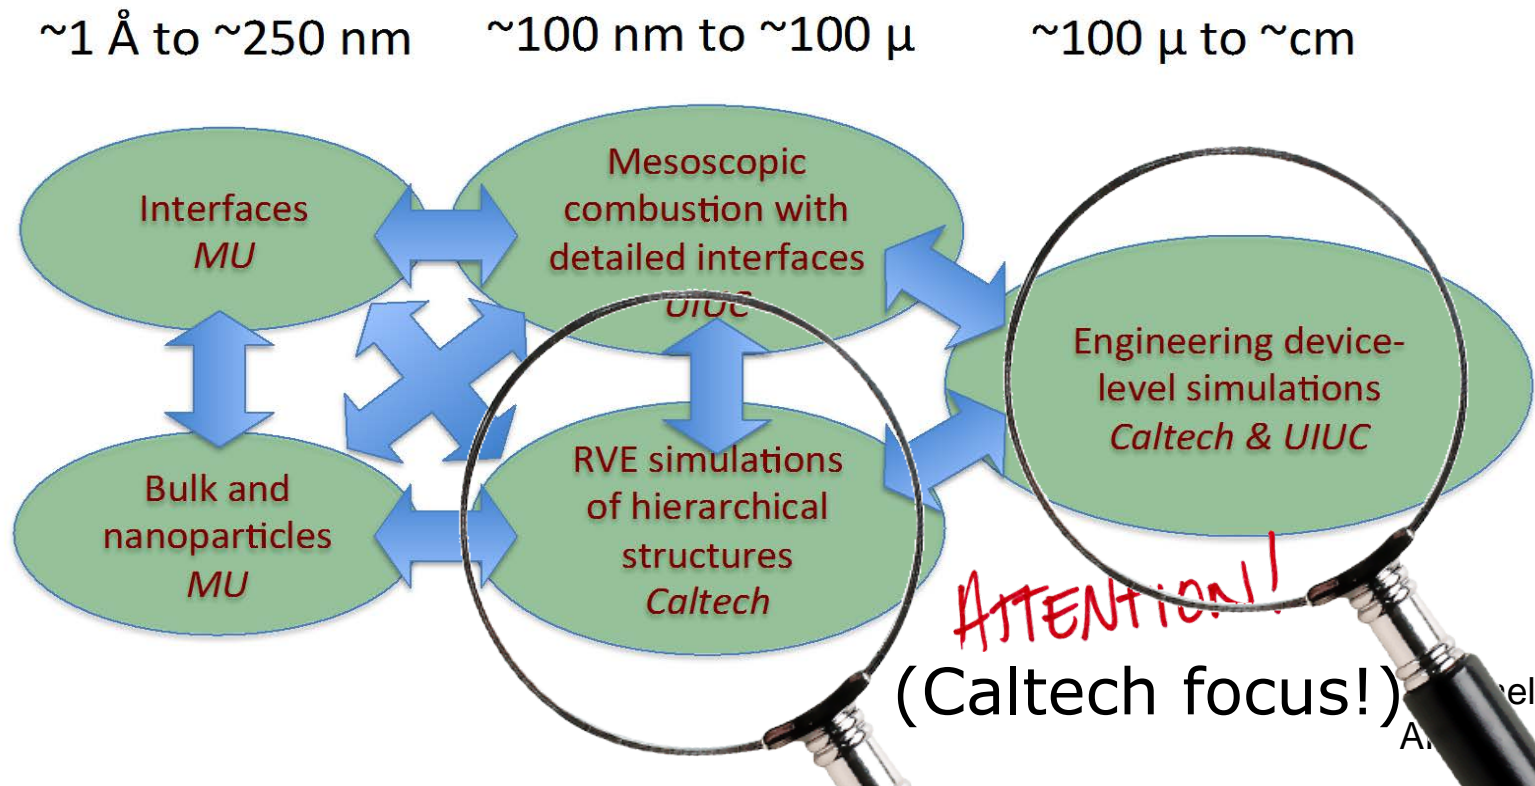 ~1 Å to ~250 nm
~100 nm to ~100 µ
~100 µ to ~cm
Interfaces
MU
Mesoscopic
combustion with
detailed interfaces
UIUC
Engineering device-
level simulations
Caltech & UIUC
Bulk and
nanoparticles
MU
RVE simulations
of hierarchical
structures
Caltech
ATTENTION!
(Caltech focus!)